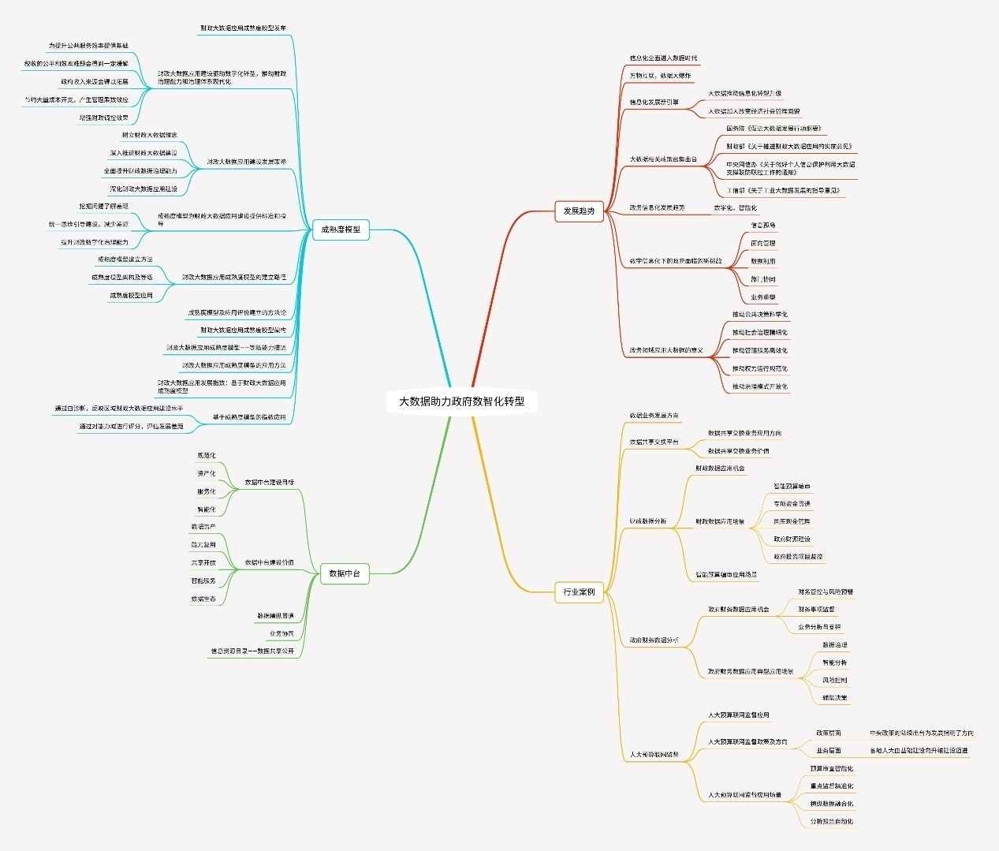 大数据助力政府数智化转型
发展趋势
信息化全面进入数据时代
万物互联，数据大爆炸
信息化发展新引擎
大数据推动信息化转型升级
大数据加大改变经济社会管理面貌
大数据相关政策密集出台
国务院《促进大数据发展行动纲要》
财政部《关于推进财政大数据应用的实施意见》
中央网信办《关于做好个人信息保护利用大数据
支撑联防联控工作的通知》
工信部《关于工业大数据发展的指导意见》
政务信息化发展趋势
数字化，智能化
数字信息化下的政府面临的新挑战
信息孤岛
面向管理
数据利用
部门协同
业务重塑
政务领域应用大数据的意义
推动公共决策科学化
推动社会治理精细化
推动管理服务高效化
推动权力运行规范化
推动治理模式开放化
行业案例
数据业务发展方向
数据共享交换平台
数据共享交换业务应用方向
数据共享交换业务价值
财政数据分析
财政数据应用机会
财政数据应用场景
智能预算编审
专项资金贯通
国库现金管理
政府财源建设
政府投资项目监控
智能预算编审应用场景
政府财务数据分析
政府财务数据应用机会
财务管控与风险预警
财务事项监督
业务分析与支持
政府财务数据应用典型应用场景
数据治理
智能分析
风险控制
辅助决策
人大预算联网监督
人大预算联网监督应用
人大预算联网监督政策及方向
政策层面
中央政策的陆续出台为发展指明了方向
业务层面
各地人大由基础建设向升维建设迈进
人大预算联网监督应用场景
预算审查智能化
重点监督精准化
横纵数据融合化
分析报告自动化
成熟度模型
财政大数据应用成熟度模型发布
财政大数据应用建设驱动数字化转型，推动财政
治理能力和治理体系现代化
为提升公共服务效率提供基础
税收的公平和效率难题会得到一定缓解
政府收入来源会得以拓展
节约大量成本开支，产生管理乘数效应
增强财政调控效果
财政大数据应用建设发展策略
树立财政大数据理念
深入推进财政大数据建设
全面提升财政数据治理能力
深化财政大数据应用建设
成熟度模型为财政大数据应用建设提供标准和指
导
挖掘问题了解差距
统一思维引导建设，减少差距
提升财政数字化治理能力
财政大数据应用成熟度模型的建立路径
成熟度模型建立方法
成熟度模型架构及等级
成熟度模型应用
成熟度模型及应用评价建立的方法论
财政大数据应用成熟度模型架构
财政大数据应用成熟度模型——等级能力描述
财政大数据应用成熟度模型的应用方法
财政大数据应用发展指数：基于财政大数据应用
成熟度模型
基于成熟度模型的指数应用
通过自诊断，反映区域财政大数据应用建设水平
通过对能力域进行评分，评估发展差距
数据中台
数据中台建设目标
规范化
资产化
服务化
智能化
数据中台建设价值
数据资产
能力复用
共享开放
智能服务
数据生态
数据横纵贯通
业务协同
信息资源目录——数据共享公开